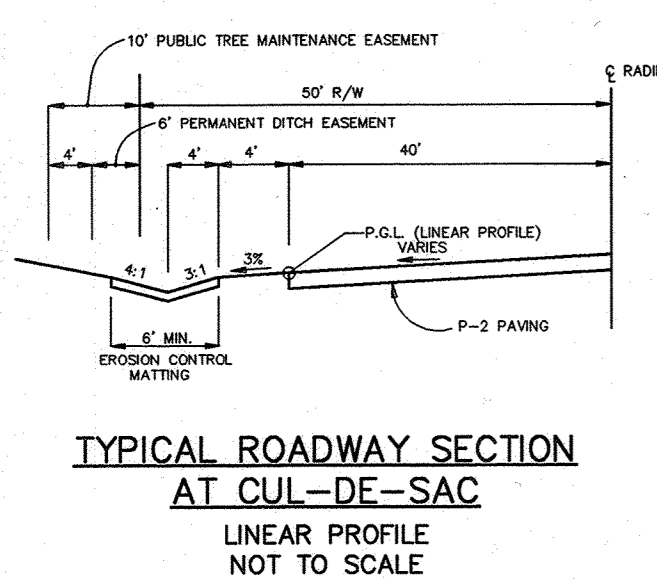 10' PUBLIC TREE MAINTENANCE EASEMENT
℄ RADI
50' R/W
6' PERMANENT DITCH EASEMENT
4'
4'
4'
40'
P.G.L. (LINEAR PROFILE)
VARIES
4:1
3:1
3%
P-2 PAVING
6' MIN.
EROSION CONTROL
MATTING
TYPICAL ROADWAY SECTION
AT CUL-DE-SAC
LINEAR PROFILE
NOT TO SCALE